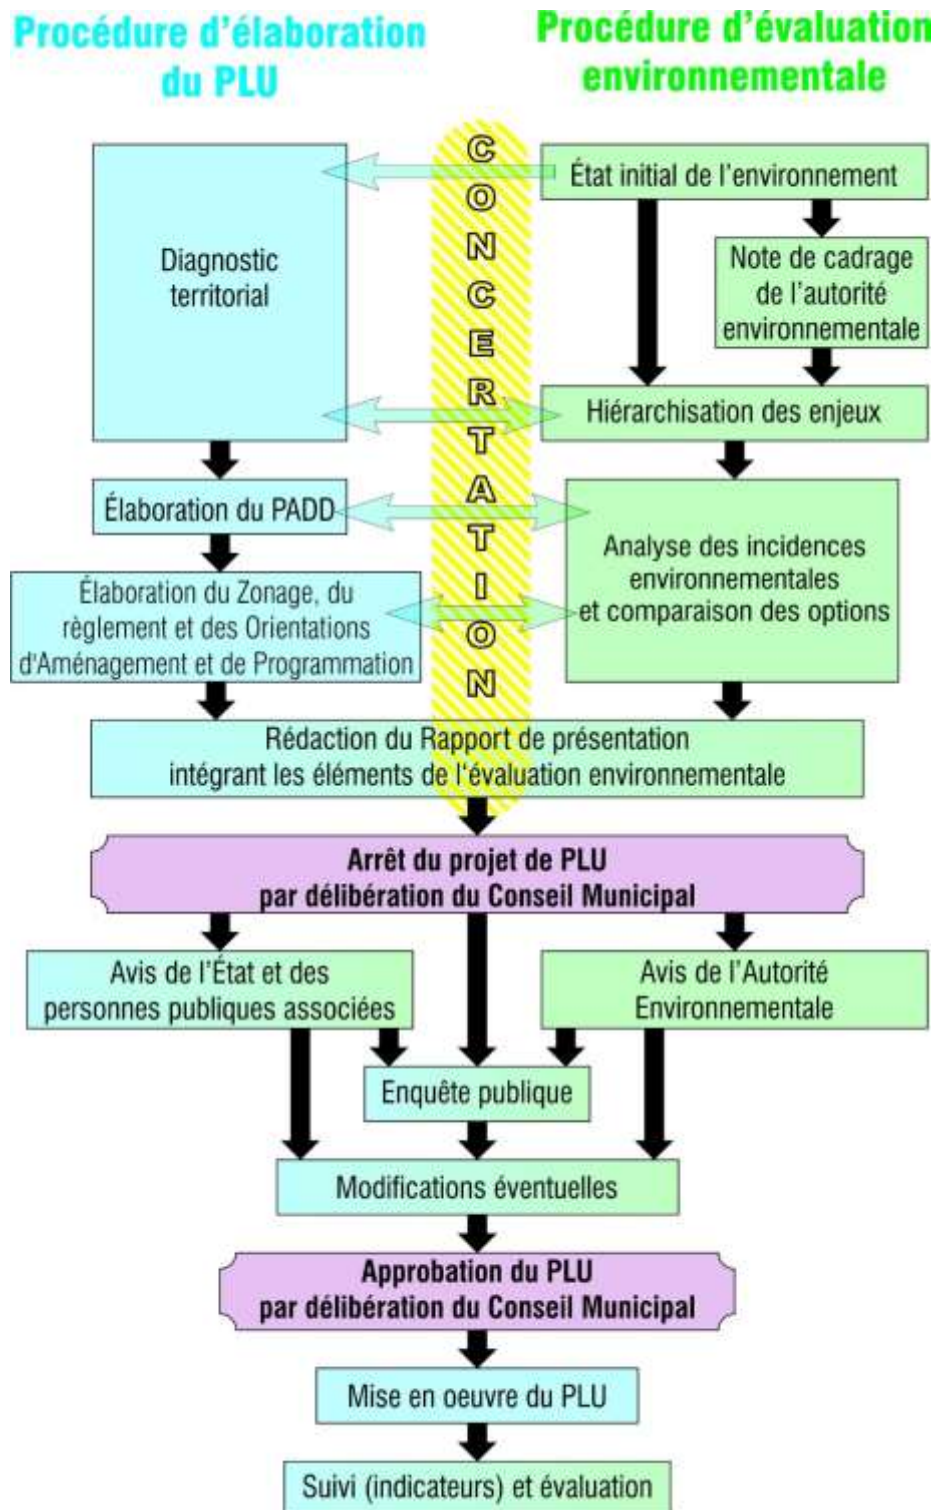 Procédure d'élaboration
du PLU
Procédure d'évaluation
environnementale
CONCERTATION
Diagnostic
territorial
État initial de l'environnement
Note de cadrage
de l'autorité
environnementale
Hiérarchisation des enjeux
Élaboration du PADD
Analyse des incidences
environnementales
et comparaison des options
Élaboration du Zonage, du
règlement et des Orientations
d'Aménagement et de Programmation
Rédaction du Rapport de présentation
intégrant les éléments de l'évaluation environnementale
Arrêt du projet de PLU
par délibération du Conseil Municipal
Avis de l'État et des
personnes publiques associées
Avis de l'Autorité
Environnementale
Enquête publique
Modifications éventuelles
Approbation du PLU
par délibération du Conseil Municipal
Mise en oeuvre du PLU
Suivi (indicateurs) et évaluation